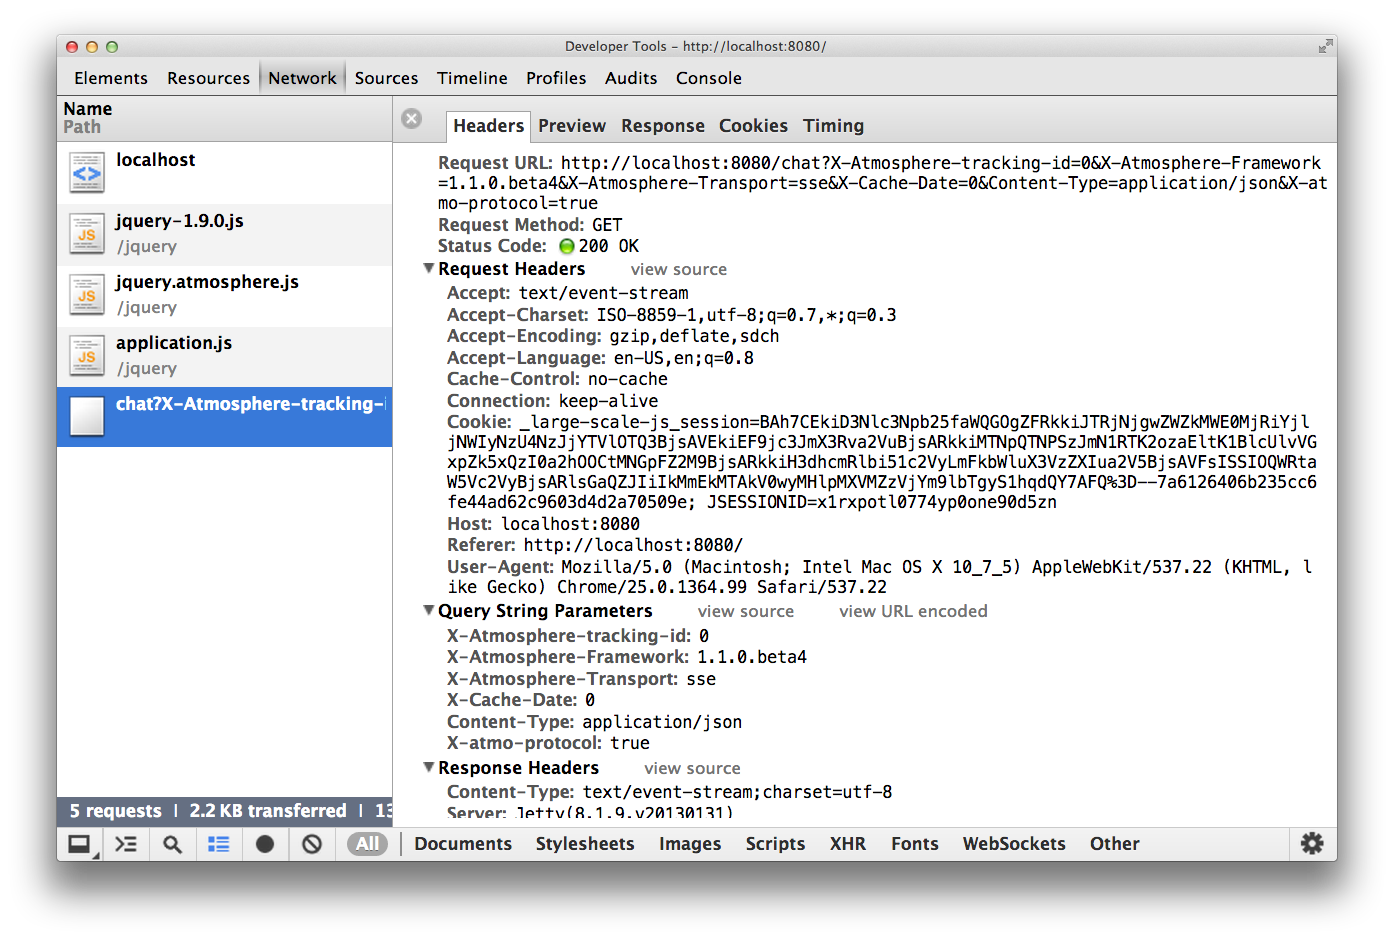 Developer Tools - http://localhost:8080/
Elements Resources Network Sources Timeline Profiles Audits Console
Name
Path
localhost
jquery-1.9.0.js
/jquery
jquery.atmosphere.js
/jquery
application.js
/jquery
chat?X-Atmosphere-tracking-i
5 requests | 2.2 KB transferred | 13
Headers Preview Response Cookies Timing
Request URL: http://localhost:8080/chat?X-Atmosphere-tracking-id=0&X-Atmosphere-Framework
=1.1.0.beta4&X-Atmosphere-Transport=sse&X-Cache-Date=0&Content-Type=application/json&X-at
mo-protocol=true
Request Method: GET
Status Code: 200 OK
Request Headers view source
Accept: text/event-stream
Accept-Charset: ISO-8859-1,utf-8;q=0.7,*;q=0.3
Accept-Encoding: gzip,deflate,sdch
Accept-Language: en-US,en;q=0.8
Cache-Control: no-cache
Connection: keep-alive
Cookie: _large-scale-js_session=BAh7CEkiD3Nlc3Npb25faWQGOgZFRkkiJTRjNjgwZWZkMWE0MjRiYjl
jNWIyNzU4NzJjYTVlOTQ3BjsAVEkiEF9jc3JmX3Rva2VuBjsARkkiMTNpQTNPSzJmN1RTK2ozaEltK1BlcUlvVG
xpZk5xQzI0a2hOOCtMNGpFZ2M9BjsARkkiH3dhcmRlbi51c2VyLmFkbWluX3VzZXIua2V5BjsAVFsISSIOQWRta
W5Vc2VyBjsARlsGaQZJIiIkMmEkMTAkV0wyMHlpMXVMZzVjYm9lbTgyS1hqdQY7AFQ%3D--7a6126406b235cc6
fe44ad62c9603d4d2a70509e; JSESSIONID=x1rxpotl0774yp0one90d5zn
Host: localhost:8080
Referer: http://localhost:8080/
User-Agent: Mozilla/5.0 (Macintosh; Intel Mac OS X 10_7_5) AppleWebKit/537.22 (KHTML, l
ike Gecko) Chrome/25.0.1364.99 Safari/537.22
Query String Parameters view source view URL encoded
X-Atmosphere-tracking-id: 0
X-Atmosphere-Framework: 1.1.0.beta4
X-Atmosphere-Transport: sse
X-Cache-Date: 0
Content-Type: application/json
X-atmo-protocol: true
Response Headers view source
Content-Type: text/event-stream;charset=utf-8
Server: Jetty(8.1.9.v20130131)
All Documents Stylesheets Images Scripts XHR Fonts WebSockets Other